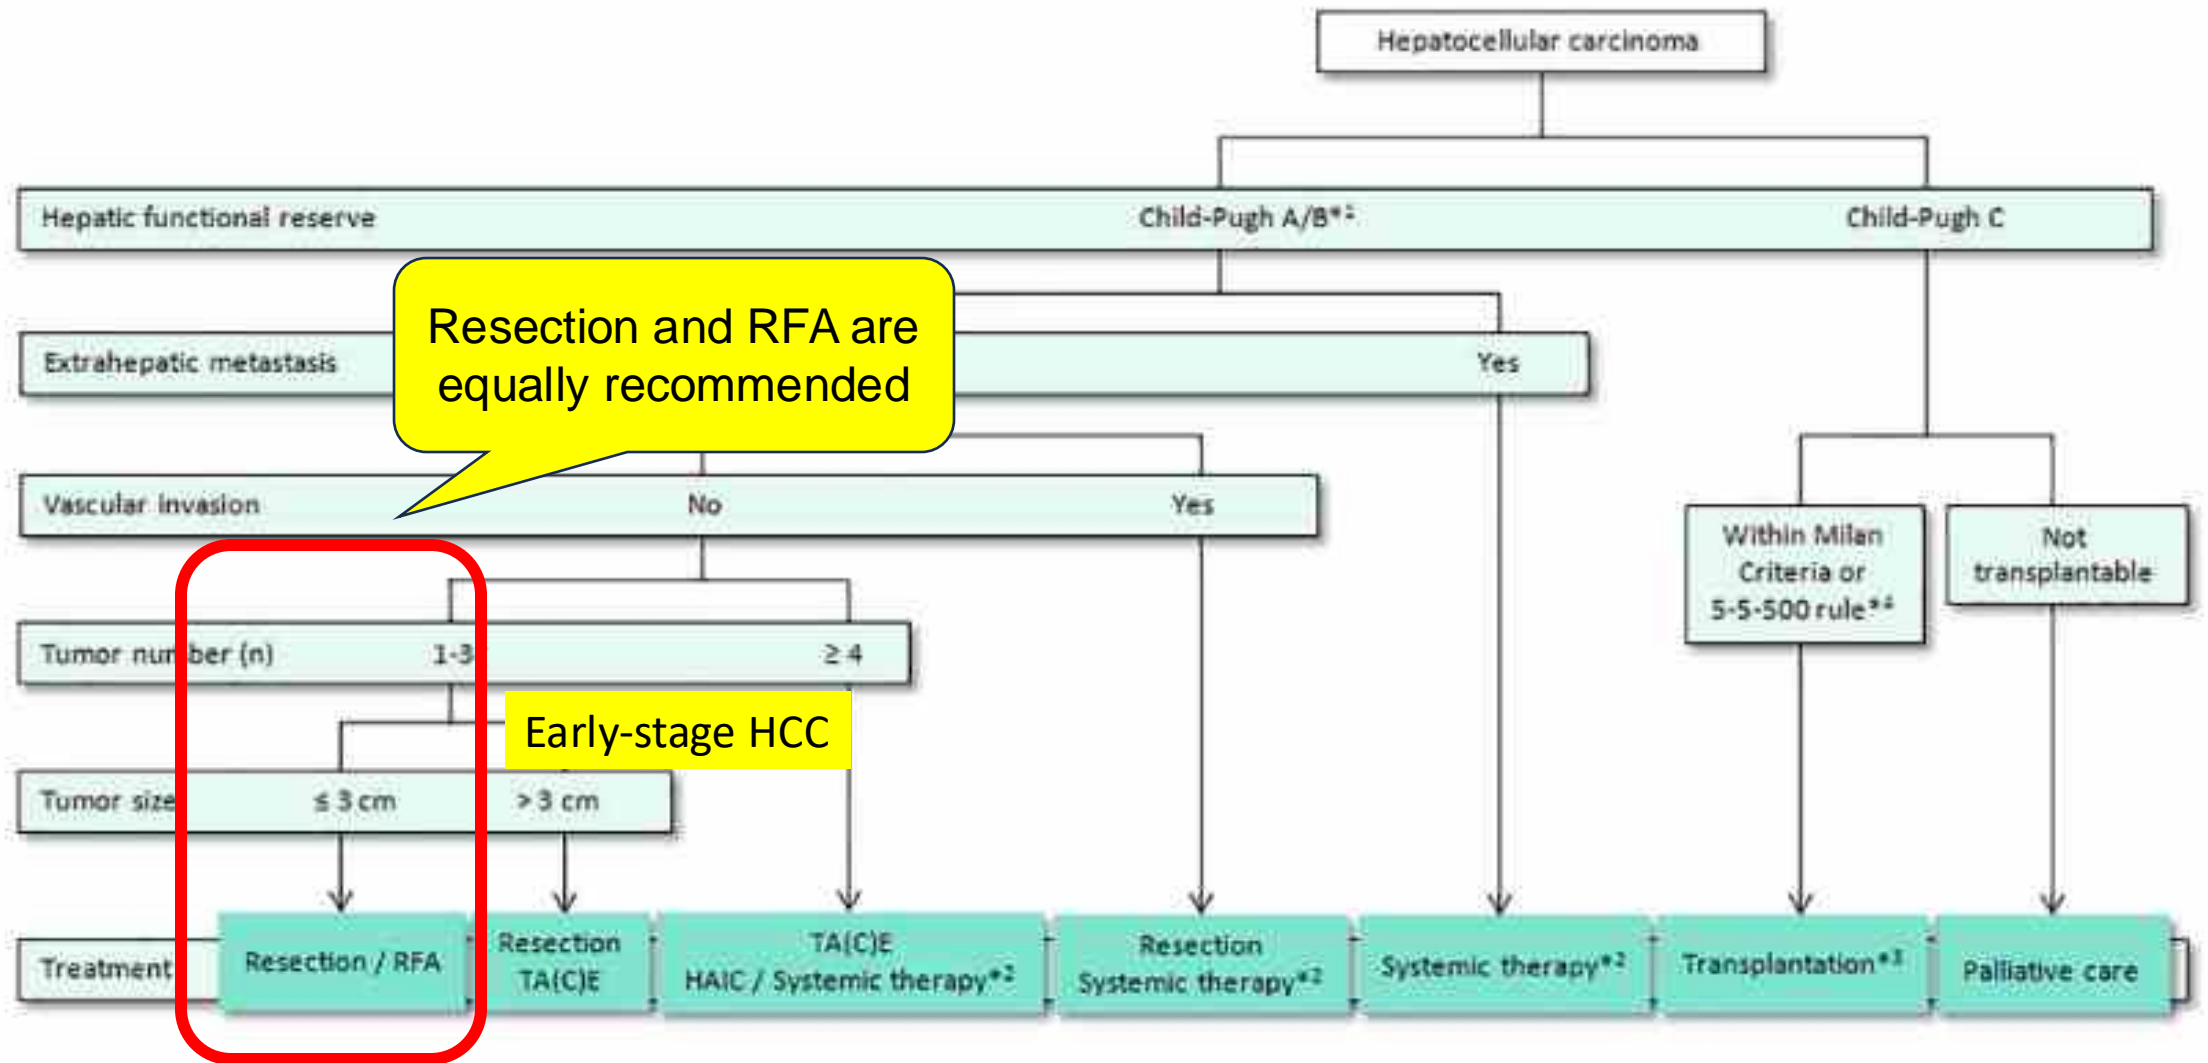 Hepatocellular carcinoma
Hepatic functional reserve
Child-Pugh A/B*1
Child-Pugh C
Resection and RFA are
equally recommended
Extrahepatic metastasis
Yes
Vascular invasion
No
Yes
Within Milan
Criteria or
5-5-500 rule*4
Not
transplantable
Tumor number (n)
1-3
≥ 4
Early-stage HCC
Tumor size
≤ 3 cm
> 3 cm
Treatment
Resection / RFA
Resection
TA(C)E
TA(C)E
HAIC / Systemic therapy*2
Resection
Systemic therapy*2
Systemic therapy*2
Transplantation*3
Palliative care